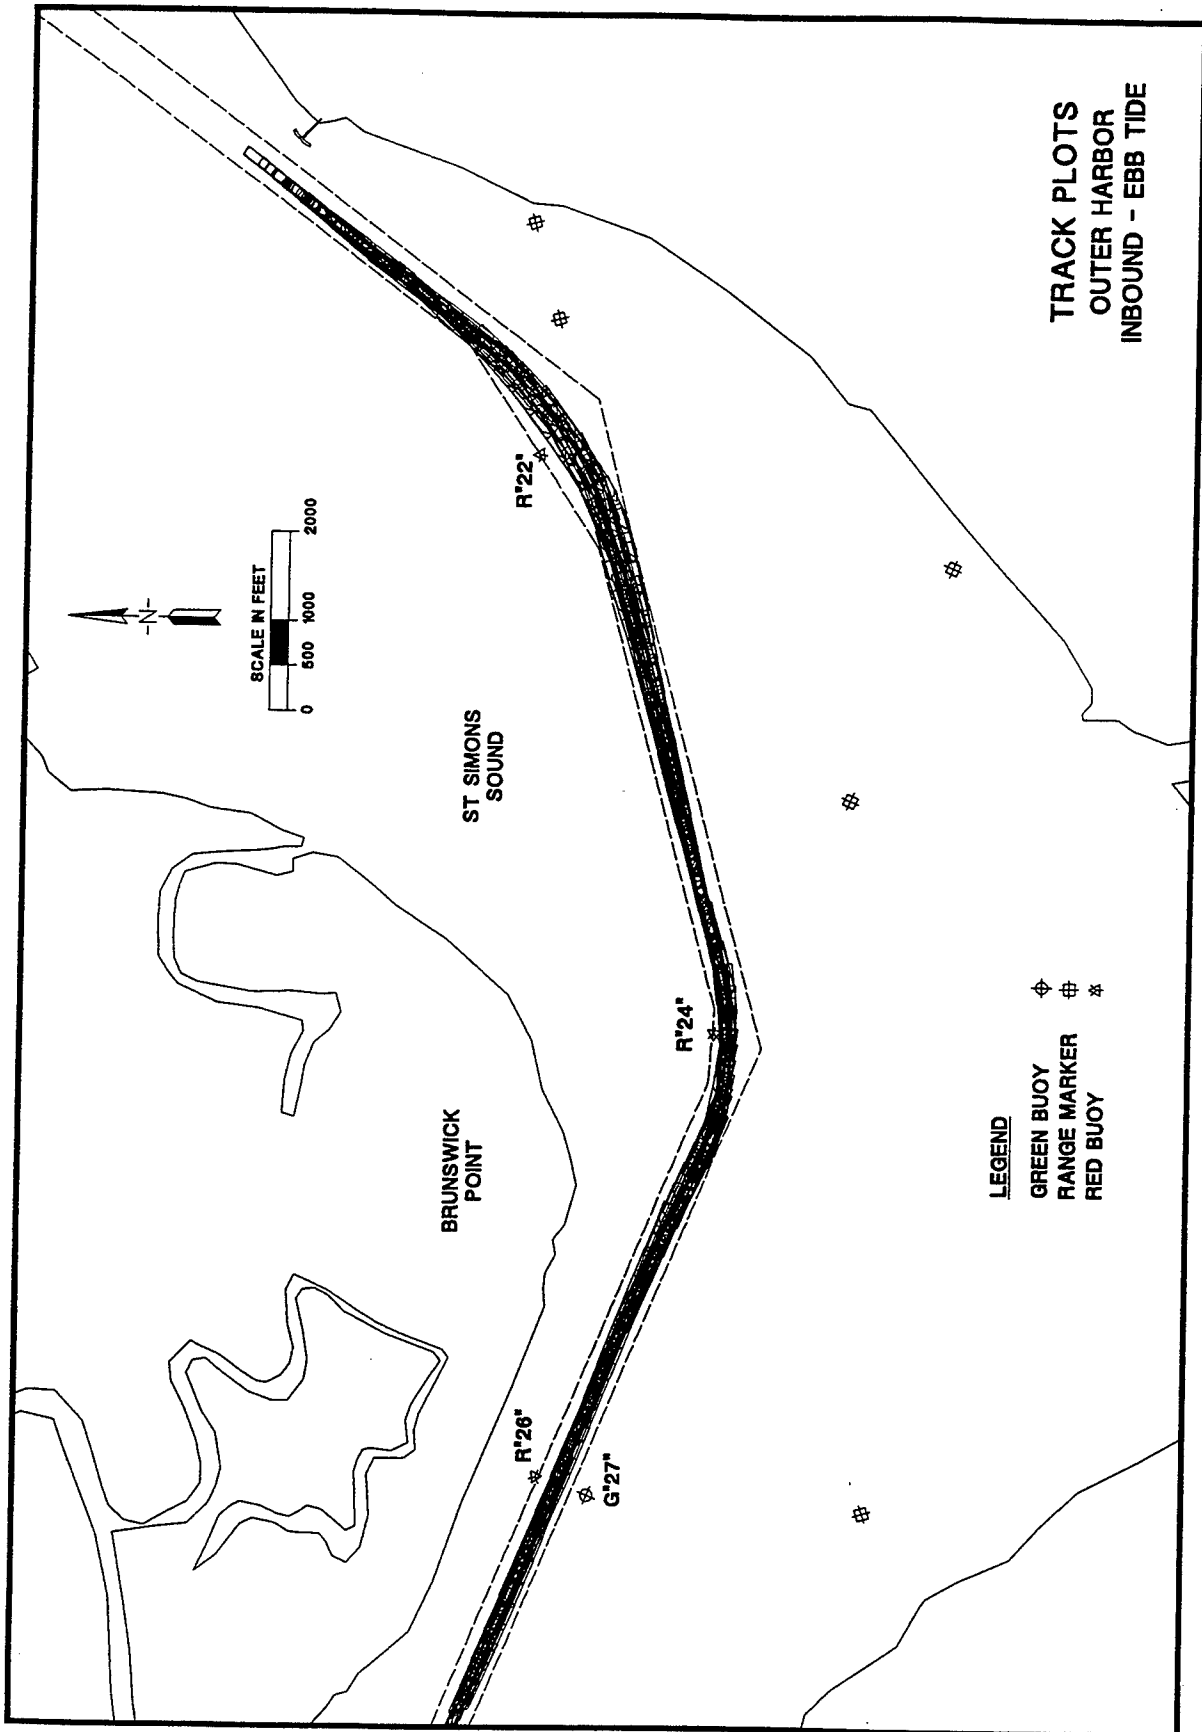 TRACK PLOTS
OUTER HARBOR
INBOUND - EBB TIDE
SCALE IN FEET
0 500 1000 2000
-N-
R"22"
ST SIMONS
SOUND
R"24"
BRUNSWICK
POINT
R"26"
G"27"
LEGEND
GREEN BUOY
RANGE MARKER
RED BUOY